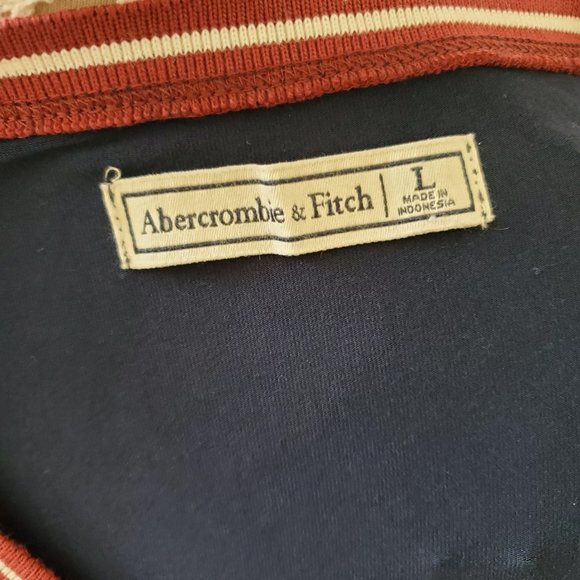 Abercrombie & Fitch
L
MADE IN
INDONESIA